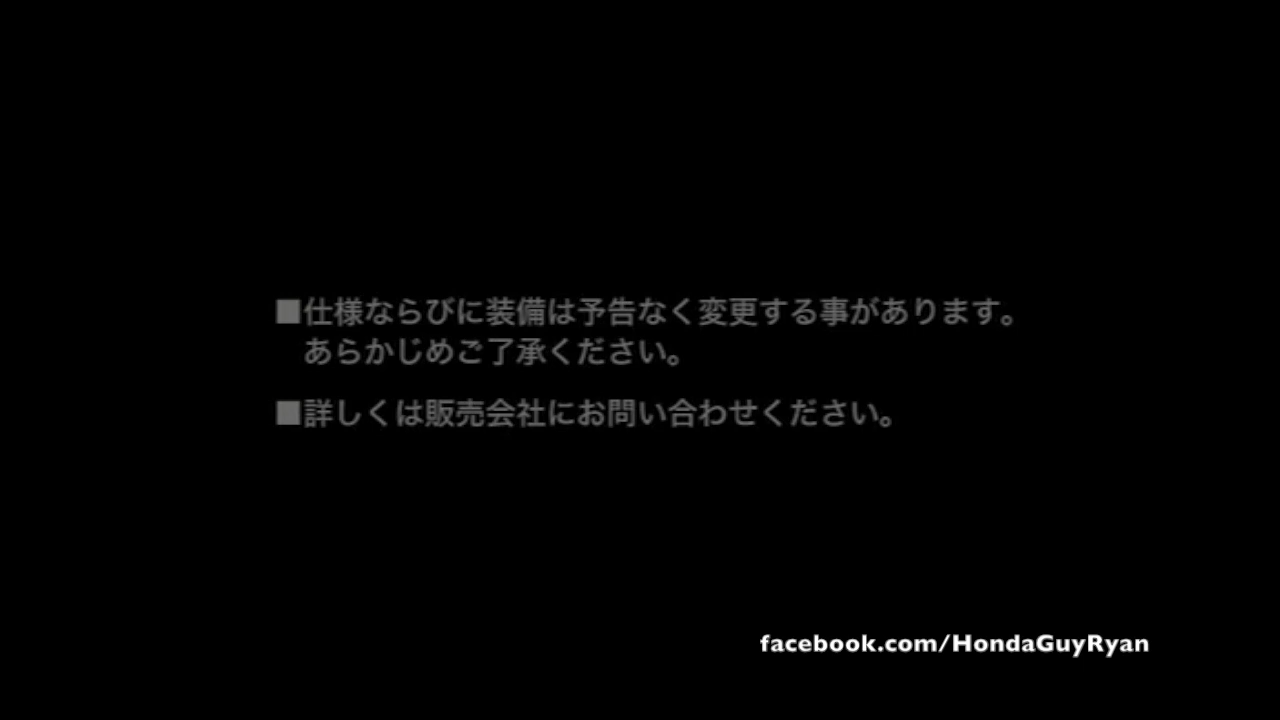 ■仕様ならびに装備は予告なく変更する事があります。
あらかじめご了承ください。
■詳しくは販売会社にお問い合わせください。
facebook.com/HondaGuyRyan